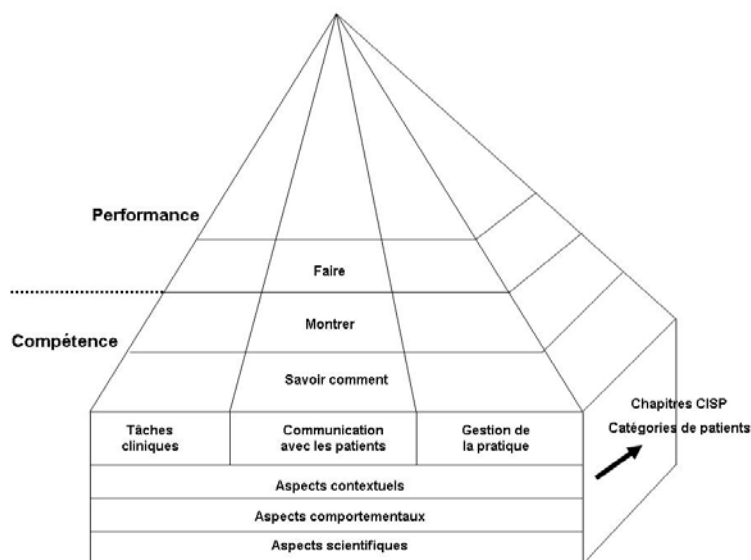 Performance
Faire
Montrer
Compétence
Savoir comment
Tâches
cliniques
Communication
avec les patients
Gestion de
la pratique
Chapitres CISP
Catégories de patients
Aspects contextuels
Aspects comportementaux
Aspects scientifiques